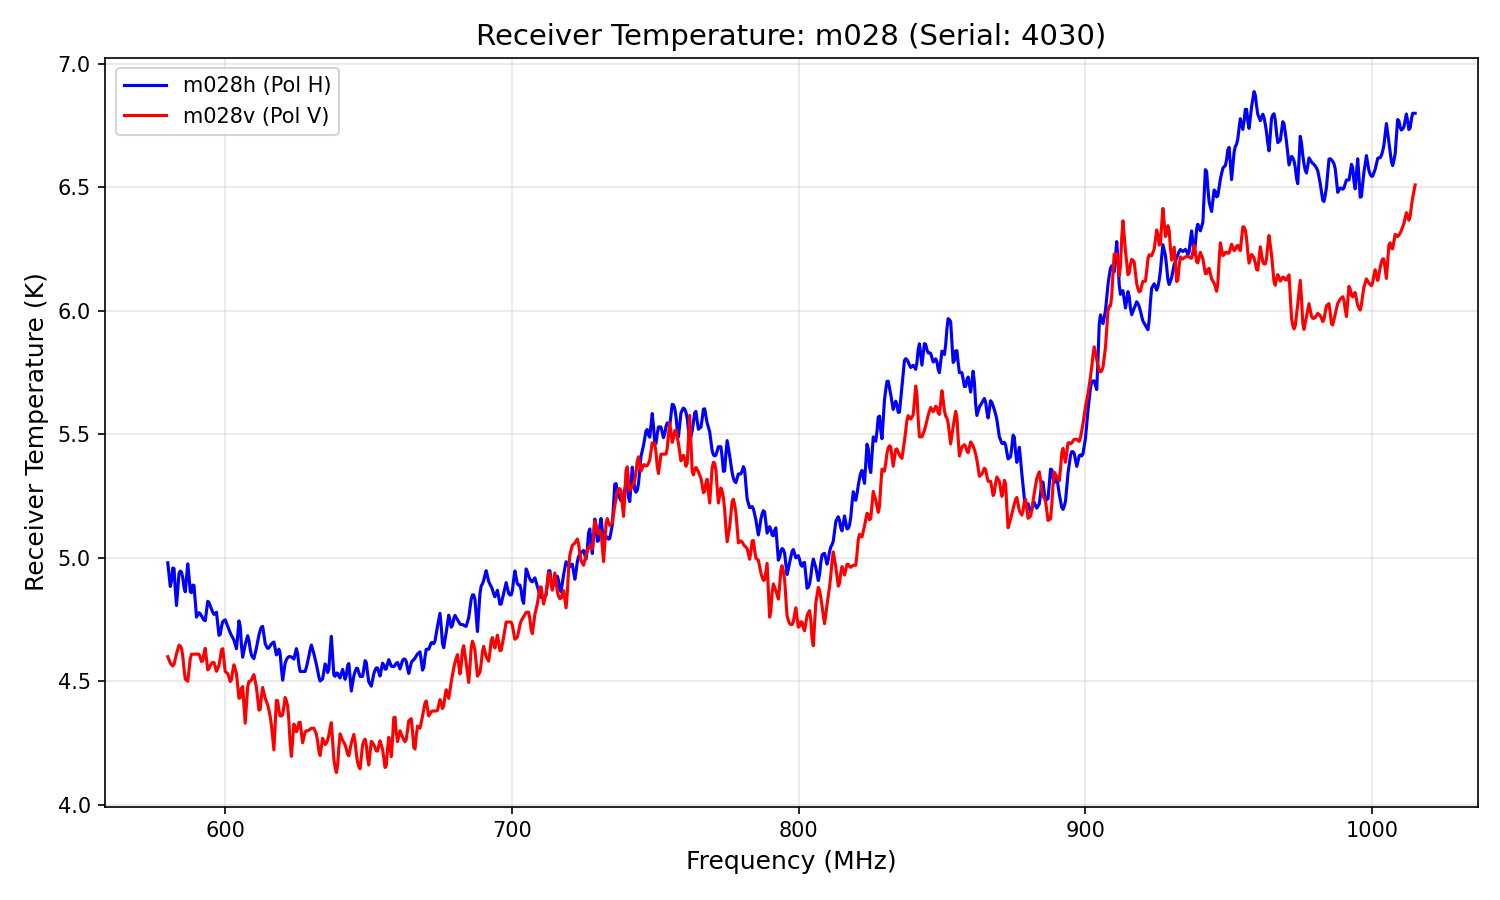 Receiver Temperature: m028 (Serial: 4030)
m028h (Pol H)
m028v (Pol V)
Receiver Temperature (K)
7.0
6.5
6.0
5.5
5.0
4.5
4.0
600 700 800 900 1000
Frequency (MHz)